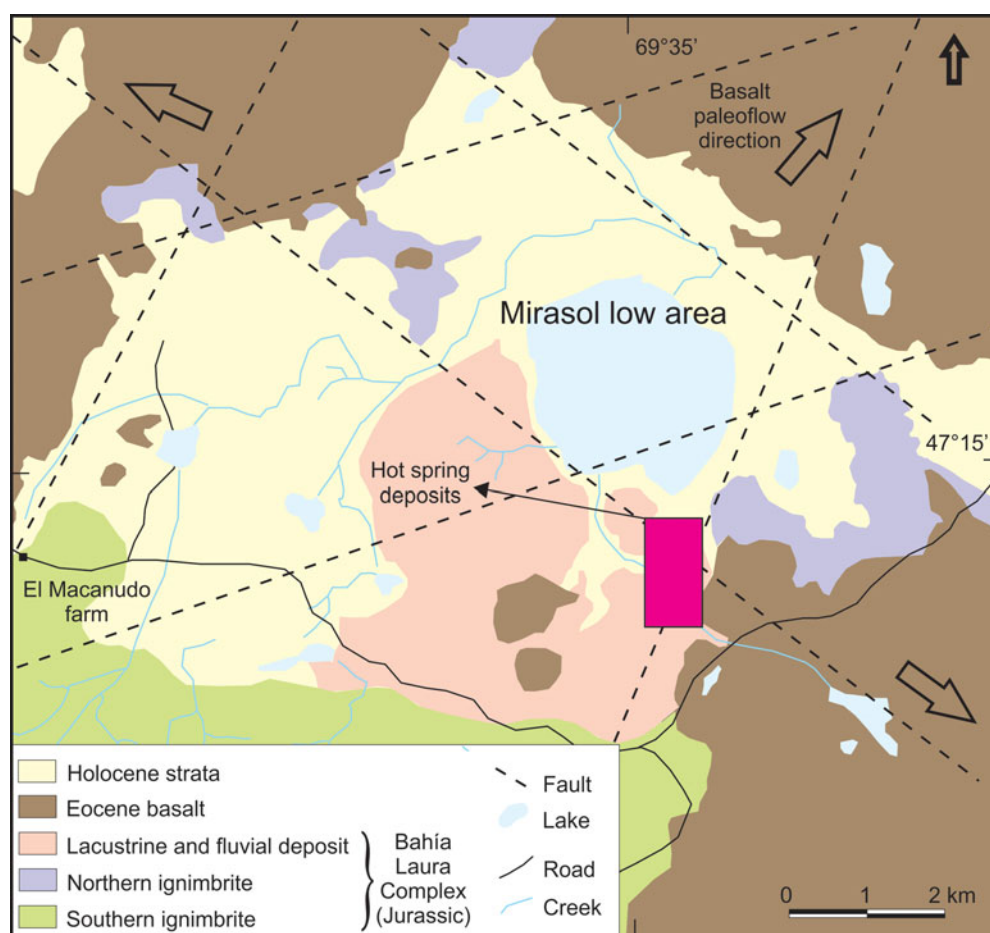 69°35'
Basalt
paleoflow
direction
Mirasol low area
47°15'
Hot spring
deposits
El Macanudo
farm
Holocene strata
Eocene basalt
Lacustrine and fluvial deposit
Northern ignimbrite
Southern ignimbrite
Bahía
Laura
Complex
(Jurassic)
Fault
Lake
Road
Creek
0 1 2 km